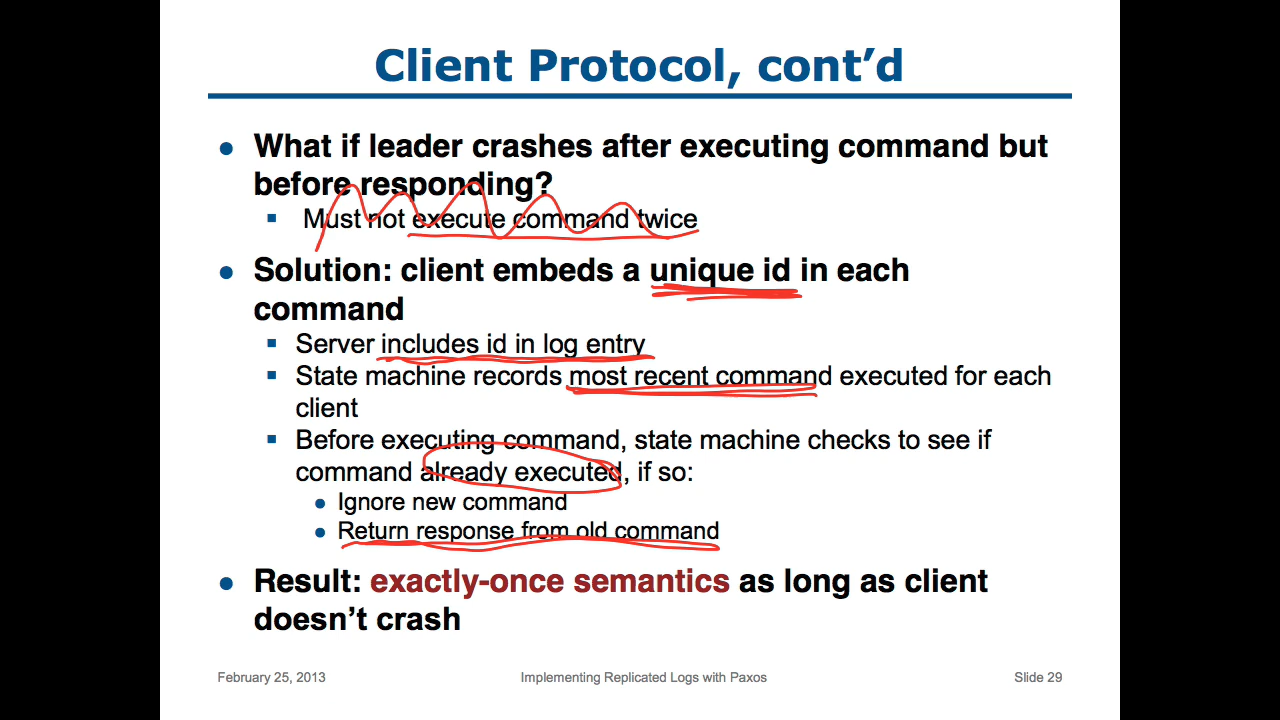 Client Protocol, cont’d
● What if leader crashes after executing command but
before responding?
▪ Must not execute command twice
● Solution: client embeds a unique id in each
command
▪ Server includes id in log entry
▪ State machine records most recent command executed for each
client
▪ Before executing command, state machine checks to see if
command already executed, if so:
● Ignore new command
● Return response from old command
● Result: exactly-once semantics as long as client
doesn’t crash
February 25, 2013 Implementing Replicated Logs with Paxos Slide 29